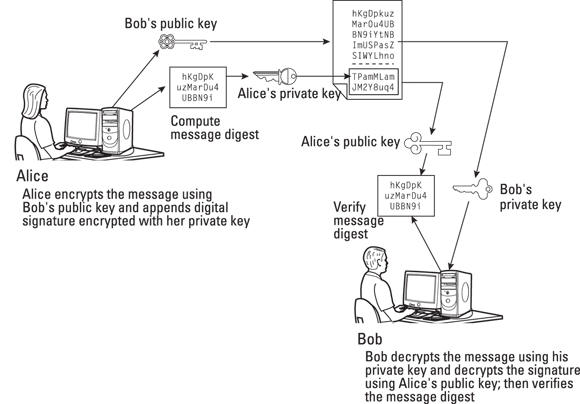 Bob's public key
hKgDpkuz
MarOu4UB
BN9iYtNB
ImUSPasZ
SIWYLhno
TPamMLam
JM2Y8uq4
hKgDpK
uzMarDu4
UBBN9i
Alice's private key
Compute
message digest
Alice
Alice encrypts the message using
Bob's public key and appends digital
signature encrypted with her private key
Alice's public key
hKgDpK
uzMarDu4
UBBN9i
Verify
message
digest
Bob's
private key
Bob
Bob decrypts the message using his
private key and decrypts the signature
using Alice's public key; then verifies
the message digest